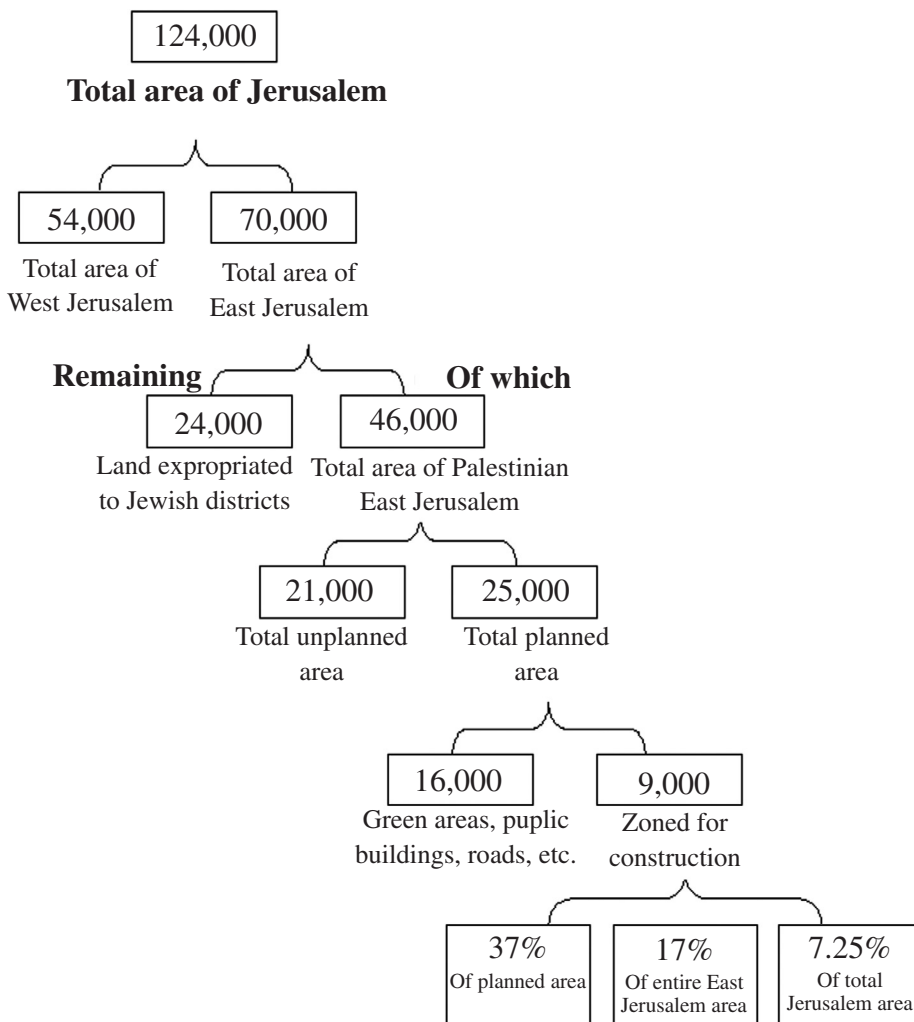 124,000
Total area of Jerusalem
54,000
70,000
Total area of
West Jerusalem
Total area of
East Jerusalem
Remaining
Of which
24,000
46,000
Land expropriated
to Jewish districts
Total area of Palestinian
East Jerusalem
21,000
25,000
Total unplanned
area
Total planned
area
16,000
9,000
Green areas, puplic
buildings, roads, etc.
Zoned for
construction
37%
Of planned area
17%
Of entire East
Jerusalem area
7.25%
Of total
Jerusalem area